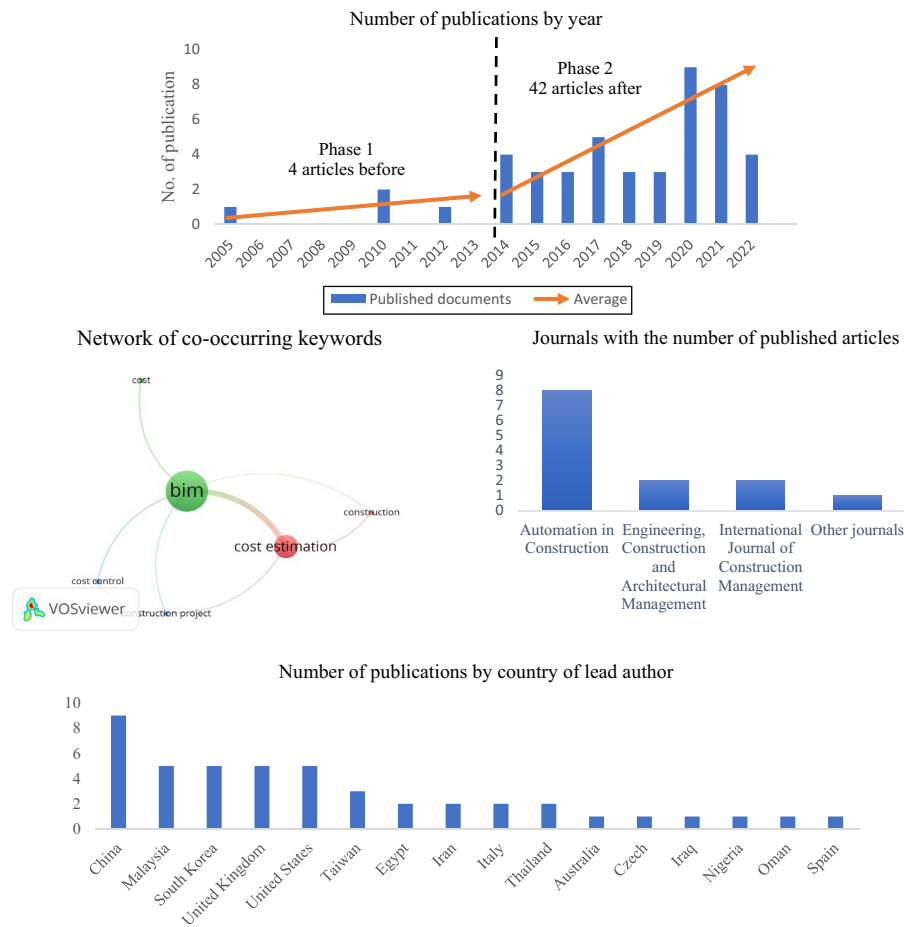 Number of publications by year
No. of publication
10
8
6
4
2
0
Phase 1
4 articles before
Phase 2
42 articles after
2005
2006
2007
2008
2009
2010
2011
2012
2013
2014
2015
2016
2017
2018
2019
2020
2021
2022
Published documents
Average
Network of co-occurring keywords
cost
bim
construction
cost estimation
cost control
construction project
VOSviewer
Journals with the number of published articles
9
8
7
6
5
4
3
2
1
0
Automation in
Construction
Engineering,
Construction
and
Architectural
Management
International
Journal of
Construction
Management
Other journals
Number of publications by country of lead author
10
8
6
4
2
0
China
Malaysia
South Korea
United Kingdom
United States
Taiwan
Egypt
Iran
Italy
Thailand
Australia
Czech
Iraq
Nigeria
Oman
Spain